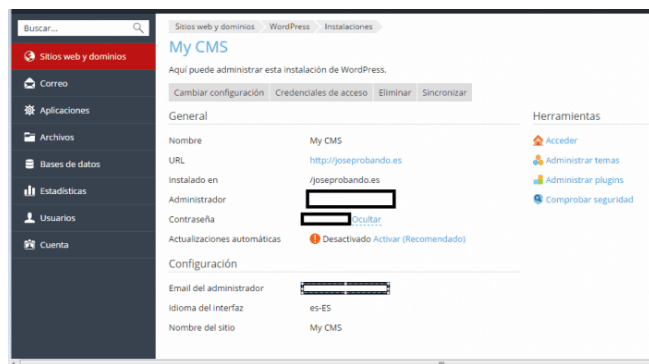 Buscar...
Sitios web y dominios
Correo
Aplicaciones
Archivos
Bases de datos
Estadísticas
Usuarios
Cuenta
Sitios web y dominios WordPress Instalaciones
My CMS
Aquí puede administrar esta instalación de WordPress.
Cambiar configuración Credenciales de acceso Eliminar Sincronizar
General
Nombre My CMS
URL http://joseprobando.es
Instalado en /joseprobando.es
Administrador
Contraseña Ocultar
Actualizaciones automáticas Desactivado Activar (Recomendado)
Configuración
Email del administrador
Idioma del interfaz es-ES
Nombre del sitio My CMS
Herramientas
Acceder
Administrar temas
Administrar plugins
Comprobar seguridad